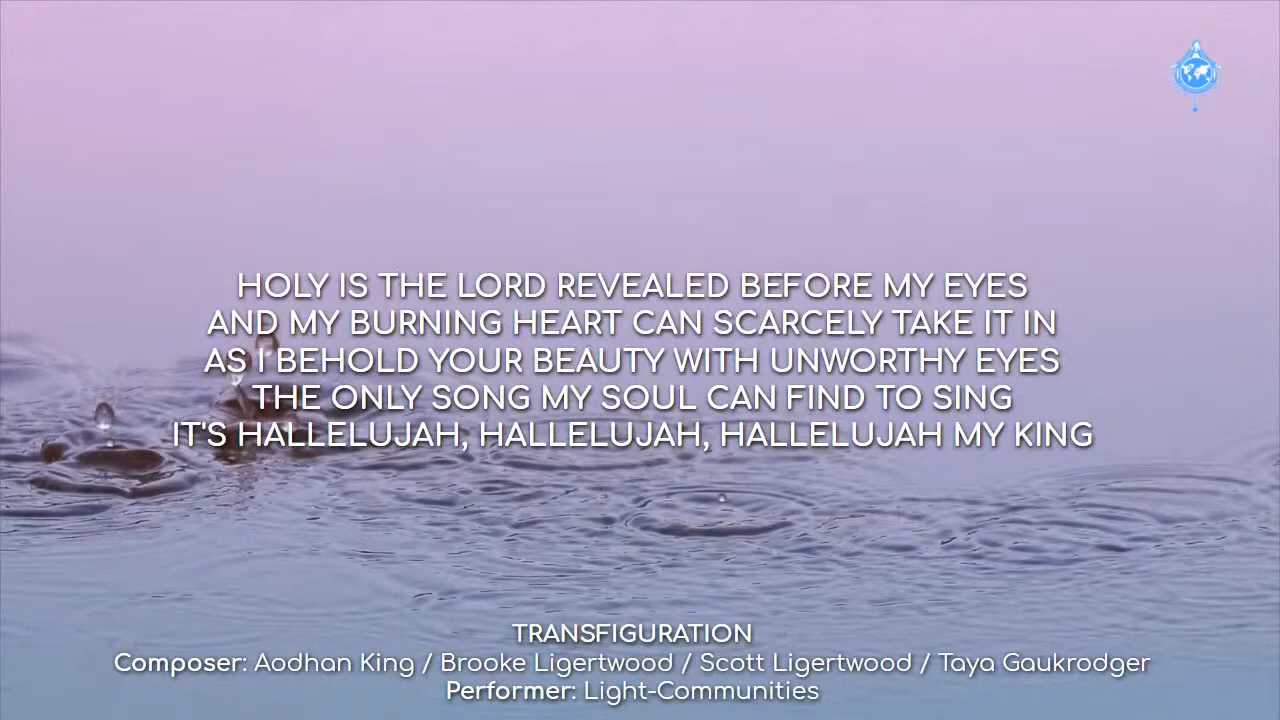 HOLY IS THE LORD REVEALED BEFORE MY EYES
AND MY BURNING HEART CAN SCARCELY TAKE IT IN
AS I BEHOLD YOUR BEAUTY WITH UNWORTHY EYES
THE ONLY SONG MY SOUL CAN FIND TO SING
IT'S HALLELUJAH, HALLELUJAH, HALLELUJAH MY KING
TRANSFIGURATION
Composer: Aodhan King / Brooke Ligertwood / Scott Ligertwood / Taya Gaukrodger
Performer: Light-Communities